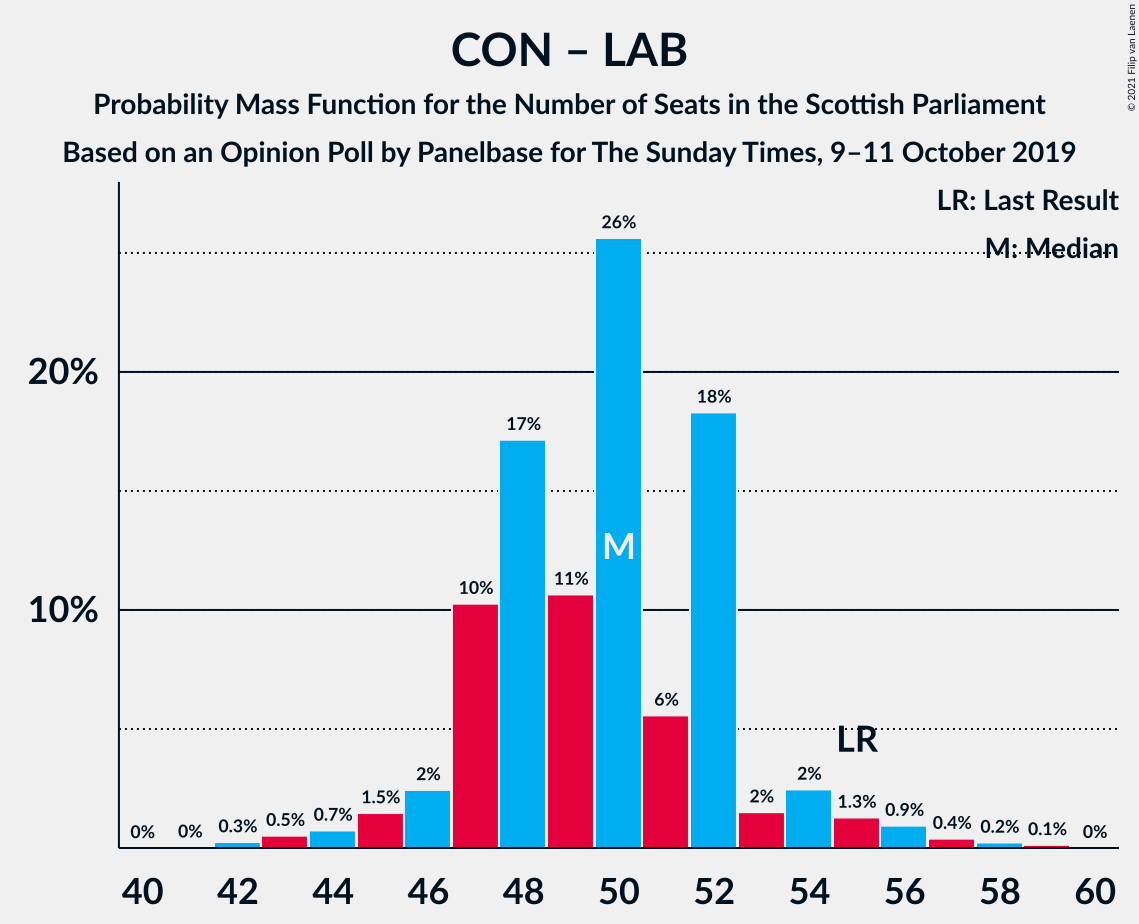 CON – LAB
Probability Mass Function for the Number of Seats in the Scottish Parliament
Based on an Opinion Poll by Panelbase for The Sunday Times, 9–11 October 2019
© 2021 Filip van Laenen
LR: Last Result
M: Median
20%
10%
0%
0%
0.3%
0.5%
0.7%
1.5%
2%
10%
17%
11%
26%
6%
18%
2%
2%
1.3%
0.9%
0.4%
0.2%
0.1%
0%
M
LR
40 42 44 46 48 50 52 54 56 58 60